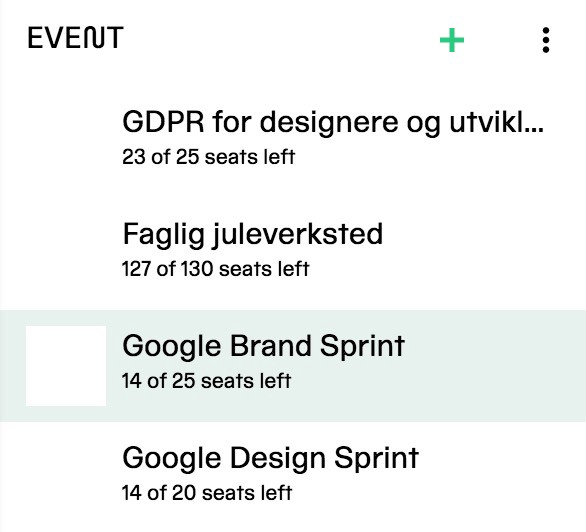 EVENT
GDPR for designere og utvikl...
23 of 25 seats left
Faglig juleverksted
127 of 130 seats left
Google Brand Sprint
14 of 25 seats left
Google Design Sprint
14 of 20 seats left